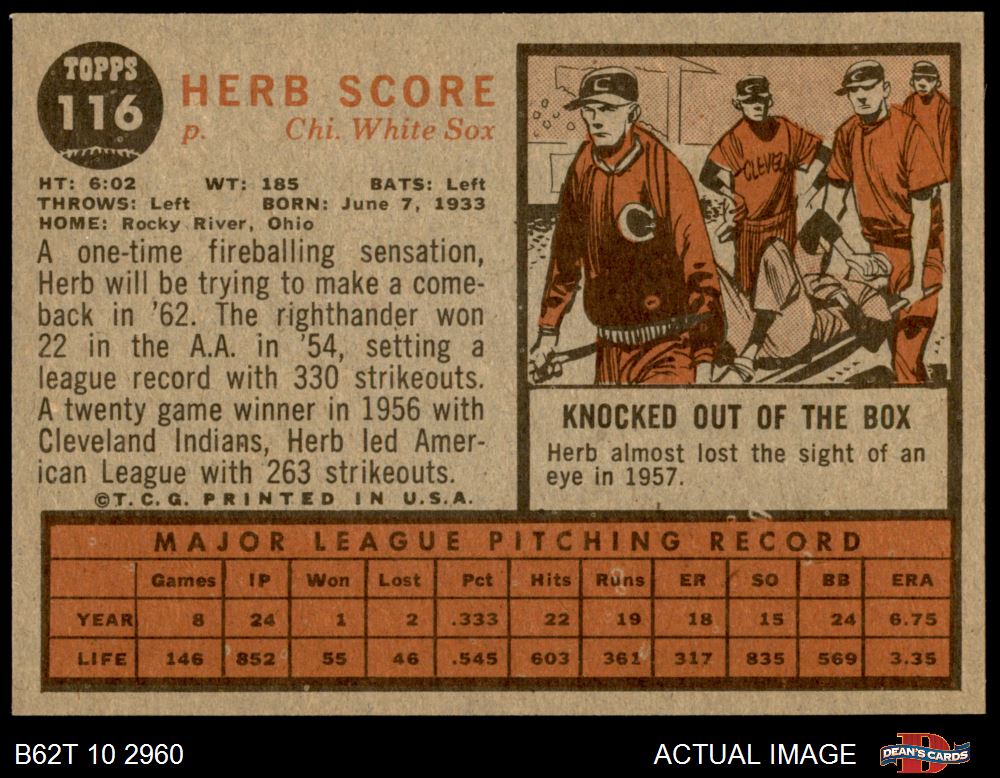 TOPPS
116
HERB SCORE
p. Chi. White Sox
HT: 6:02 WT: 185 BATS: Left
THROWS: Left BORN: June 7, 1933
HOME: Rocky River, Ohio
A one-time fireballing sensation,
Herb will be trying to make a come-
back in '62. The righthander won
22 in the A.A. in '54, setting a
league record with 330 strikeouts.
A twenty game winner in 1956 with
Cleveland Indians, Herb led Amer-
ican League with 263 strikeouts.
©T.C.G. PRINTED IN U.S.A.
C
C
CLEVEL
KNOCKED OUT OF THE BOX
Herb almost lost the sight of an
eye in 1957.
MAJOR LEAGUE PITCHING RECORD
Games IP Won Lost Pct Hits Runs ER SO BB ERA
YEAR 8 24 1 2 .333 22 19 18 15 24 6.75
LIFE 146 852 55 46 .545 603 361 317 835 569 3.35
B62T 10 2960 ACTUAL IMAGE DEAN'S CARDS